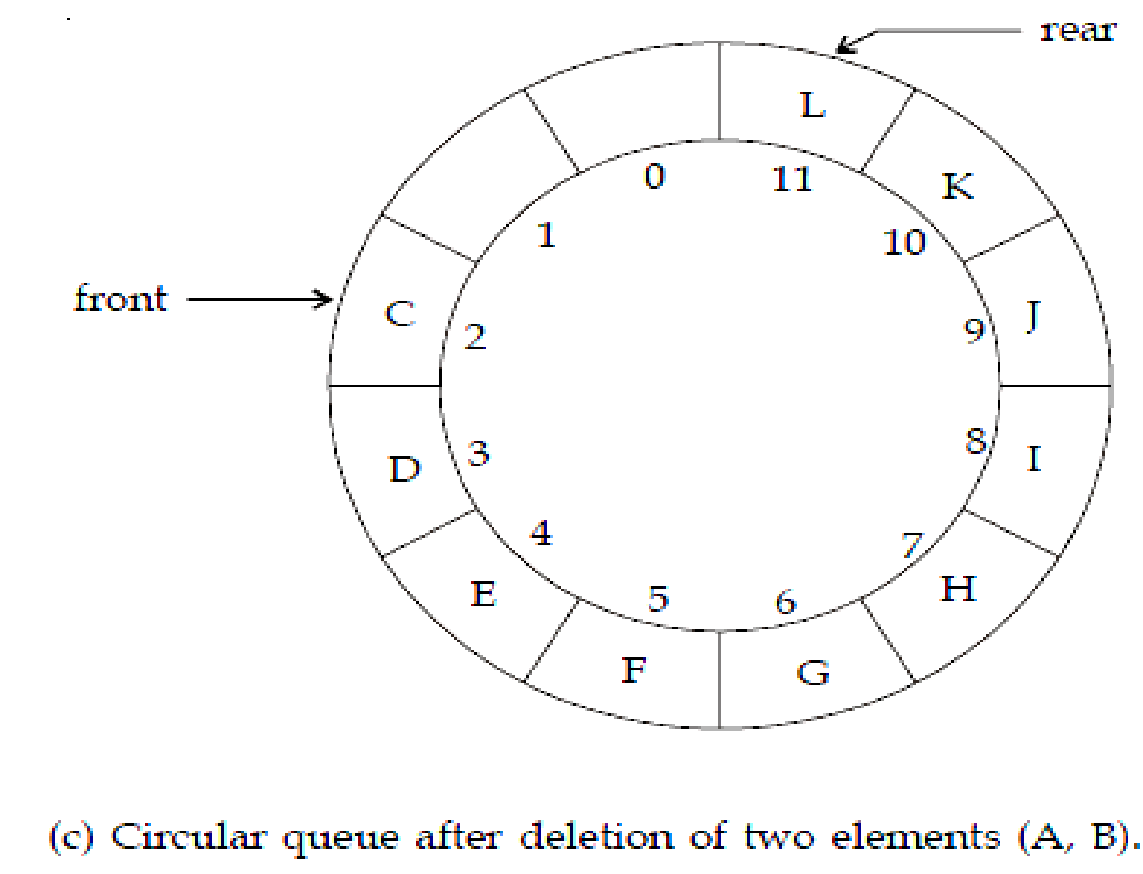 rear
L
K
0
11
1
10
front
C
J
2
9
3
8
D
I
4
7
E
H
5
6
F
G
(c) Circular queue after deletion of two elements (A, B).